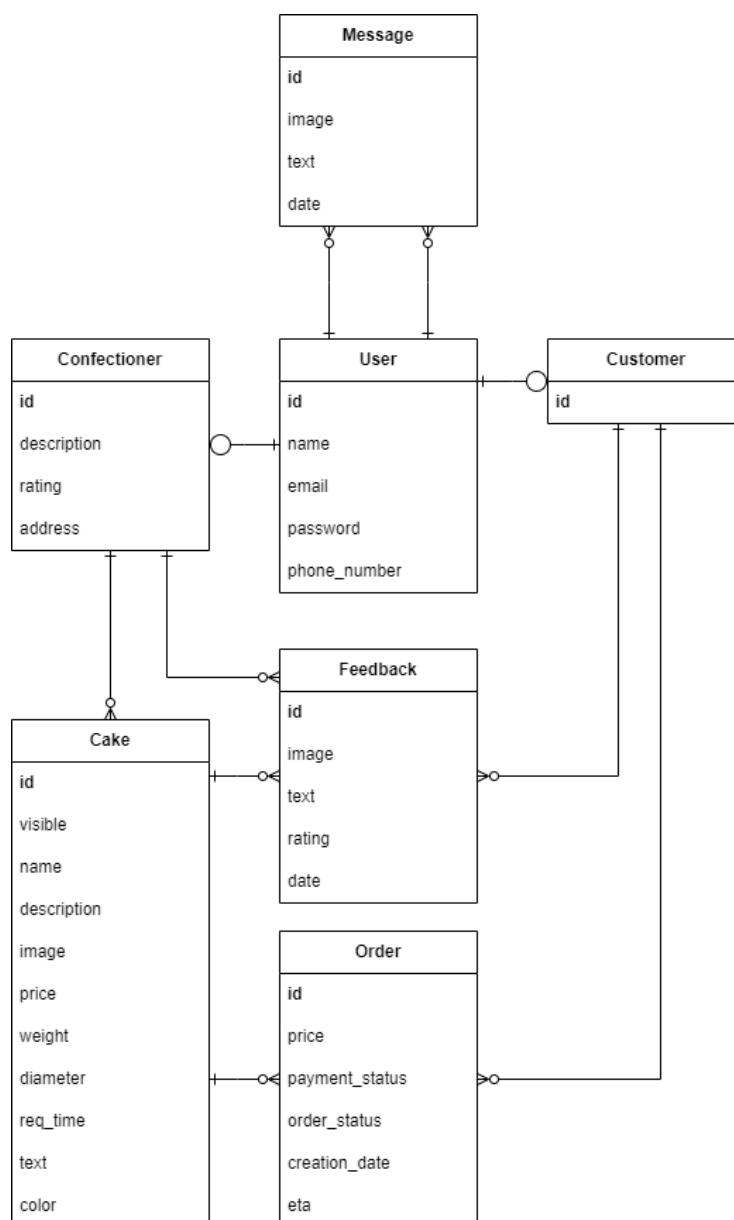 Message
id
image
text
date
Confectioner
id
description
rating
address
User
id
name
email
password
phone_number
Customer
id
Feedback
id
image
text
rating
date
Cake
id
visible
name
description
image
price
weight
diameter
req_time
text
color
Order
id
price
payment_status
order_status
creation_date
eta